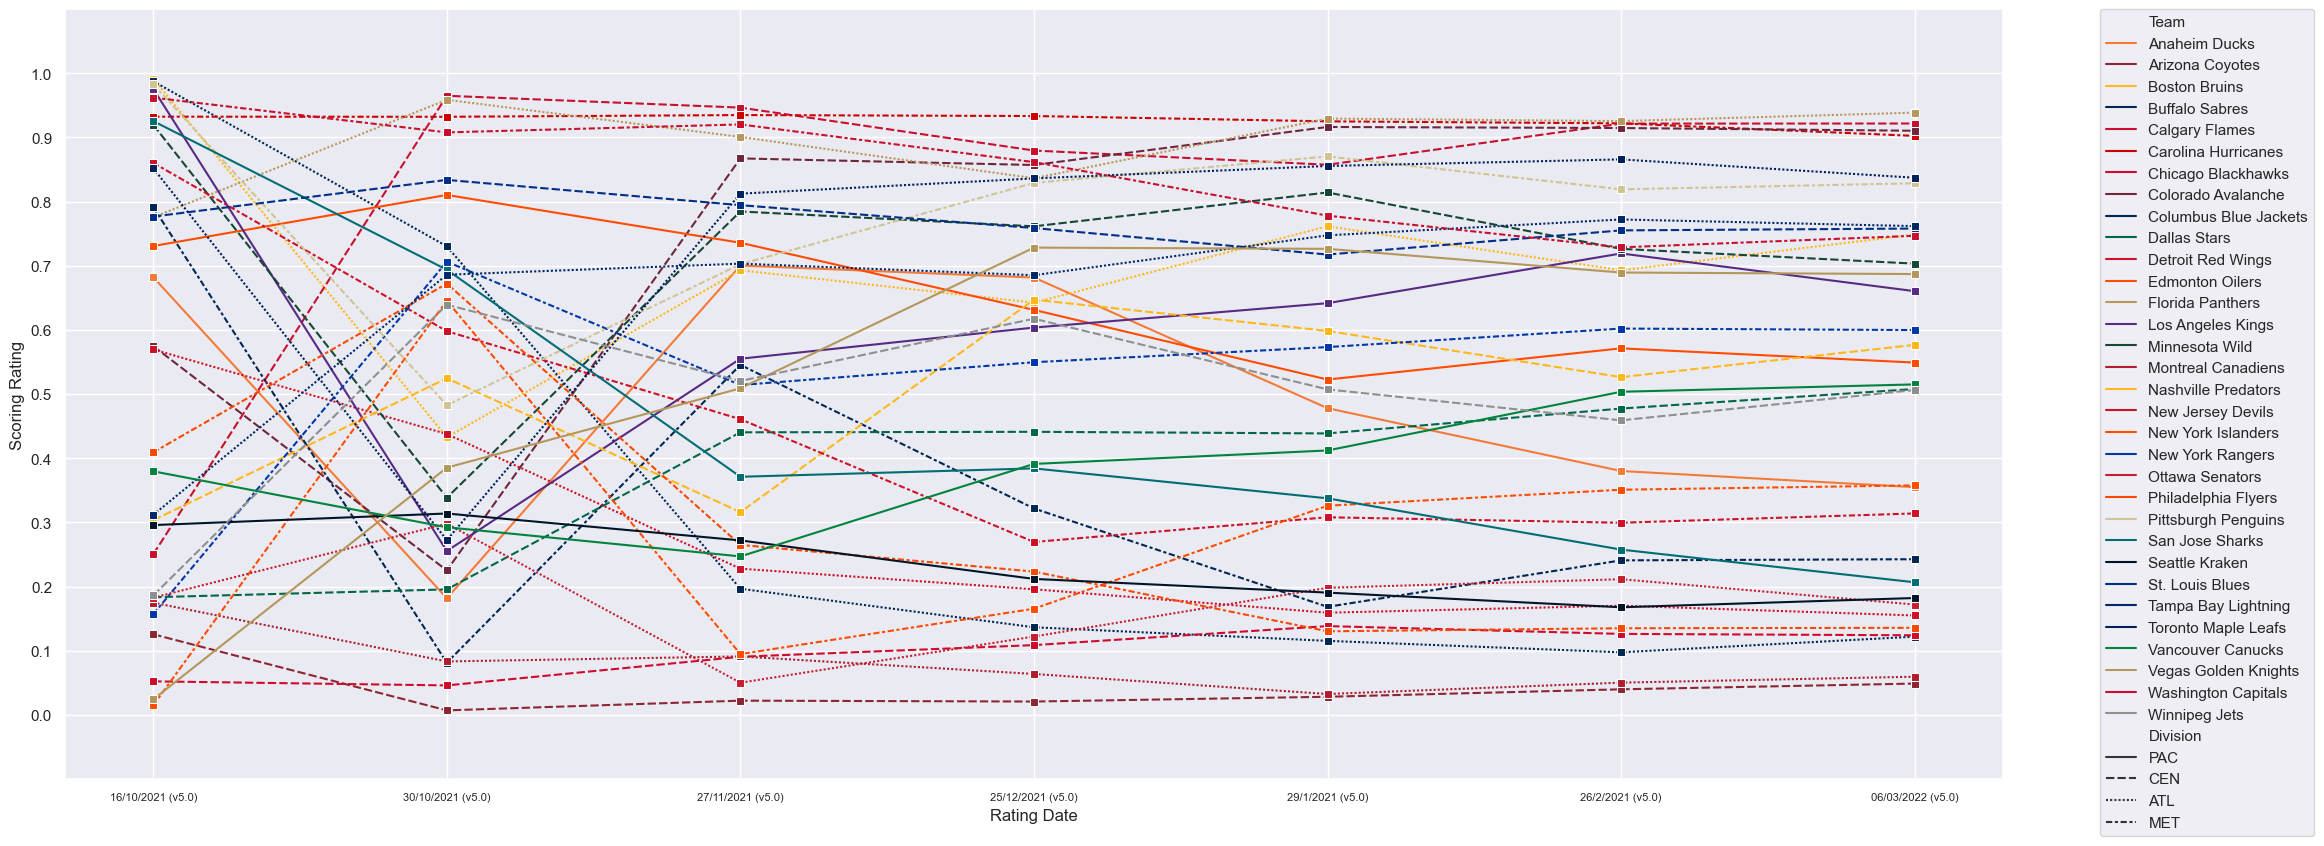 1.0
0.9
0.8
0.7
0.6
0.5
0.4
0.3
0.2
0.1
0.0
Scoring Rating
16/10/2021 (v5.0)
30/10/2021 (v5.0)
27/11/2021 (v5.0)
25/12/2021 (v5.0)
29/1/2021 (v5.0)
26/2/2021 (v5.0)
06/03/2022 (v5.0)
Rating Date
Team
Anaheim Ducks
Arizona Coyotes
Boston Bruins
Buffalo Sabres
Calgary Flames
Carolina Hurricanes
Chicago Blackhawks
Colorado Avalanche
Columbus Blue Jackets
Dallas Stars
Detroit Red Wings
Edmonton Oilers
Florida Panthers
Los Angeles Kings
Minnesota Wild
Montreal Canadiens
Nashville Predators
New Jersey Devils
New York Islanders
New York Rangers
Ottawa Senators
Philadelphia Flyers
Pittsburgh Penguins
San Jose Sharks
Seattle Kraken
St. Louis Blues
Tampa Bay Lightning
Toronto Maple Leafs
Vancouver Canucks
Vegas Golden Knights
Washington Capitals
Winnipeg Jets
Division
PAC
CEN
ATL
MET